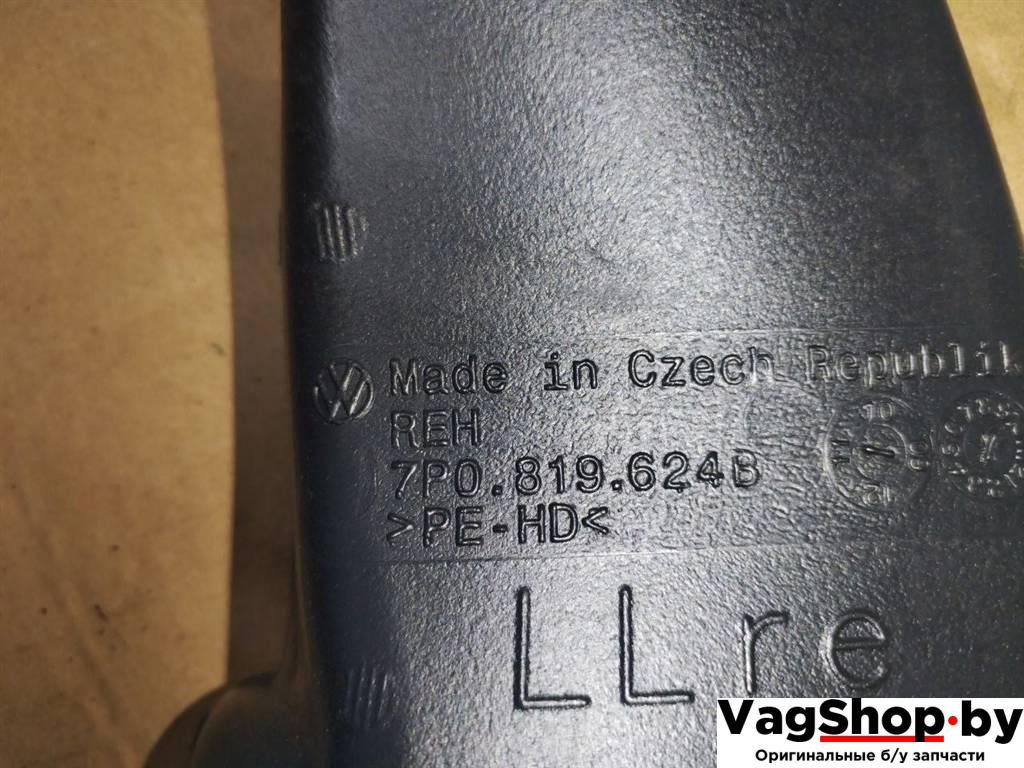 Made in Czech Republik
REH
7P0.819.624B
>PE-HD<
LLre
VagShop.by
Оригинальные б/у запчасти